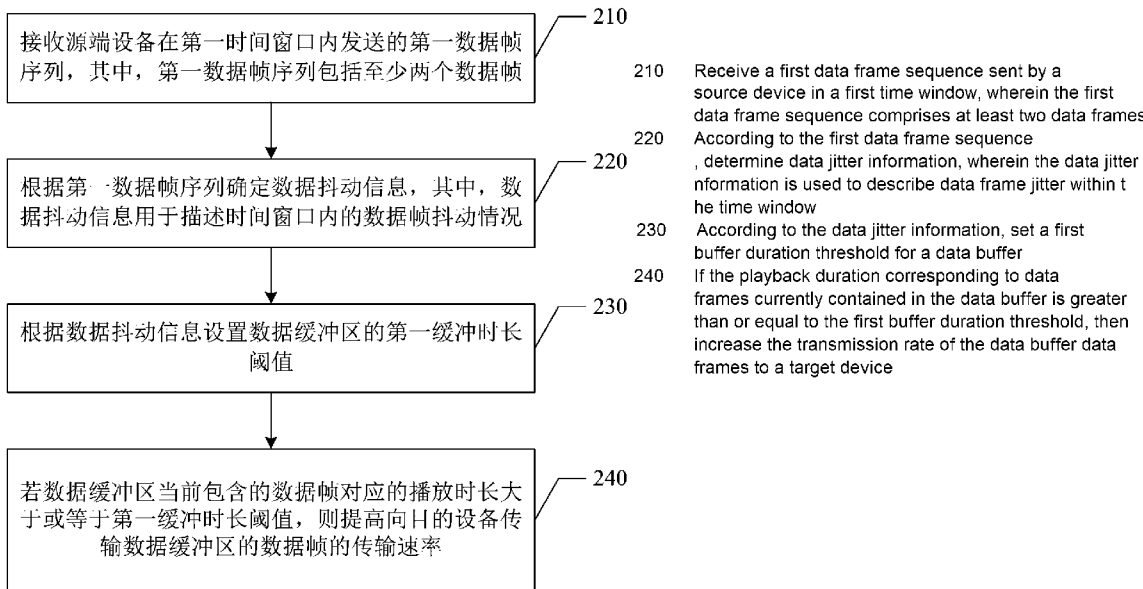 210
接收源端设备在第一时间窗口内发送的第一数据帧
序列，其中，第一数据帧序列包括至少两个数据帧
220
根据第一数据帧序列确定数据抖动信息，其中，数
据抖动信息用于描述时间窗口内的数据帧抖动情况
230
根据数据抖动信息设置数据缓冲区的第一缓冲时长
阈值
240
若数据缓冲区当前包含的数据帧对应的播放时长大
于或等于第一缓冲时长阈值，则提高向目的设备传
输数据缓冲区的数据帧的传输速率
210 Receive a first data frame sequence sent by a
source device in a first time window, wherein the first
data frame sequence comprises at least two data frames
220 According to the first data frame sequence
, determine data jitter information, wherein the data jitter
nformation is used to describe data frame jitter within t
he time window
230 According to the data jitter information, set a first
buffer duration threshold for a data buffer
240 If the playback duration corresponding to data
frames currently contained in the data buffer is greater
than or equal to the first buffer duration threshold, then
increase the transmission rate of the data buffer data
frames to a target device